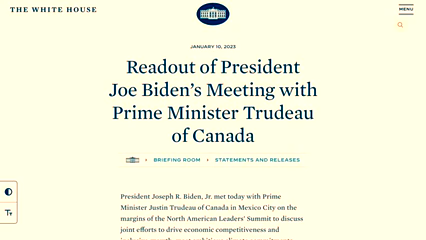 THE WHITE HOUSE
MENU
JANUARY 10, 2023
Readout of President
Joe Biden’s Meeting with
Prime Minister Trudeau
of Canada
BRIEFING ROOM
STATEMENTS AND RELEASES
President Joseph R. Biden, Jr. met today with Prime
Minister Justin Trudeau of Canada in Mexico City on
the margins of the North American Leaders’ Summit to discuss
joint efforts to drive economic competitiveness and